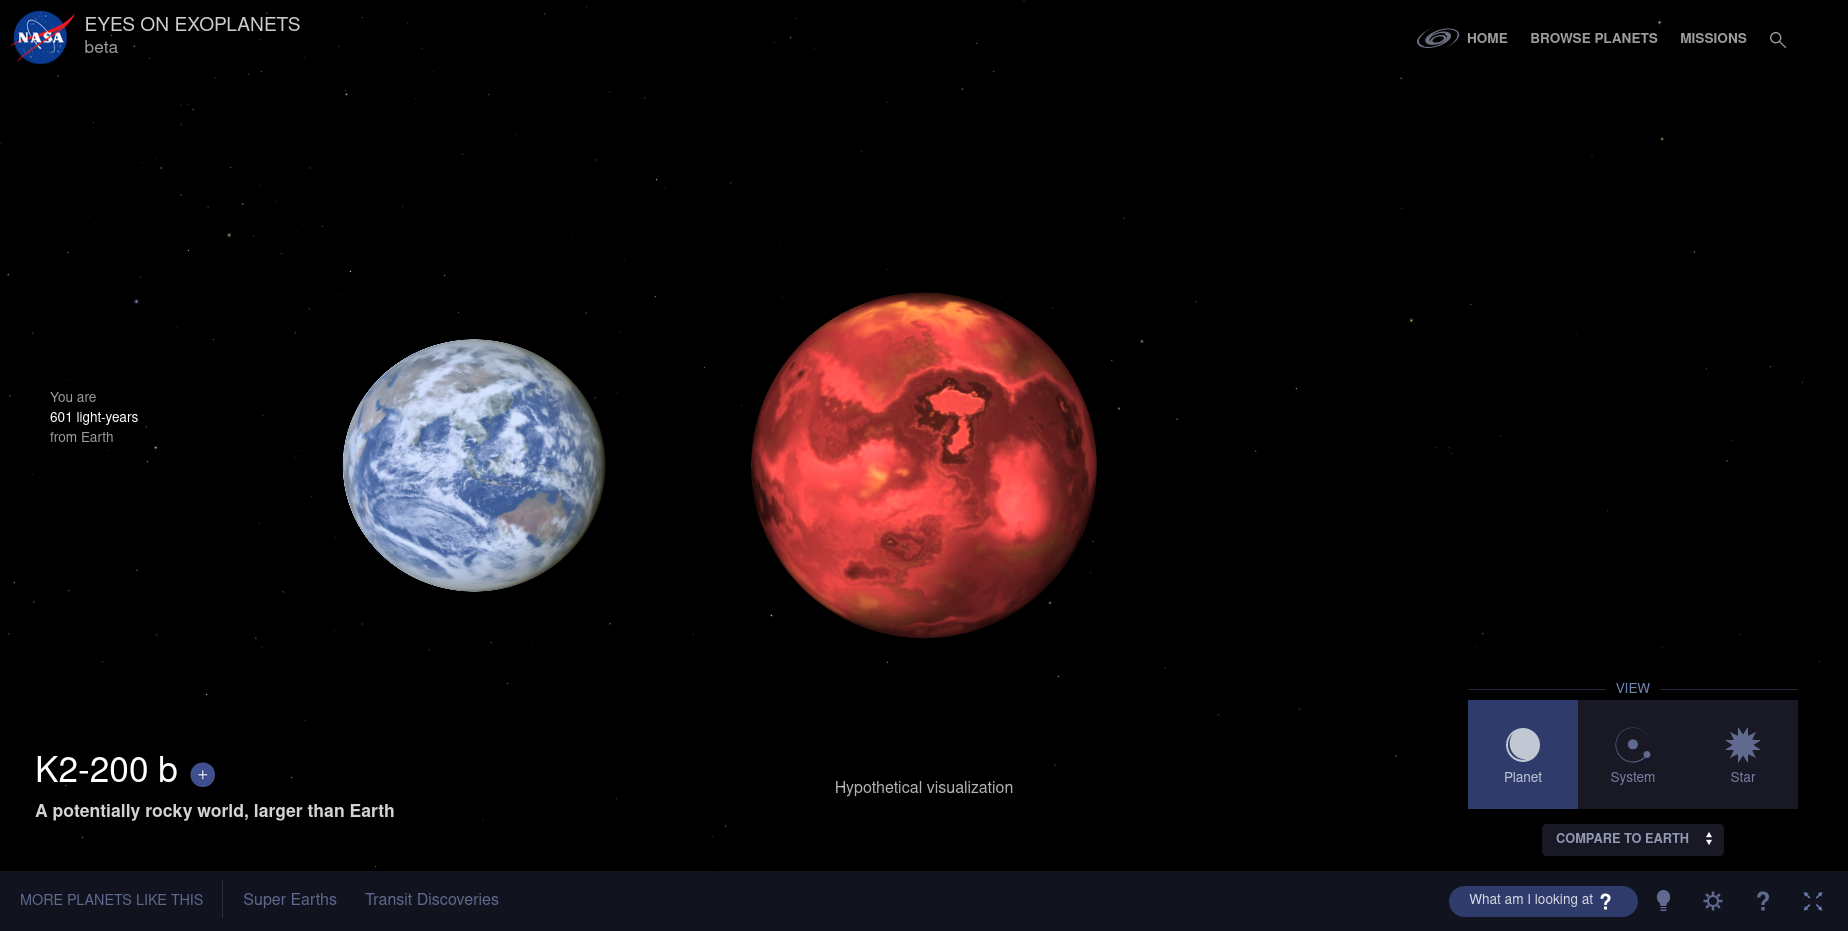 NASA
EYES ON EXOPLANETS
beta
HOME
BROWSE PLANETS
MISSIONS
You are
601 light-years
from Earth
VIEW
Planet
System
Star
K2-200 b +
A potentially rocky world, larger than Earth
Hypothetical visualization
COMPARE TO EARTH
MORE PLANETS LIKE THIS
Super Earths
Transit Discoveries
What am I looking at ?
?